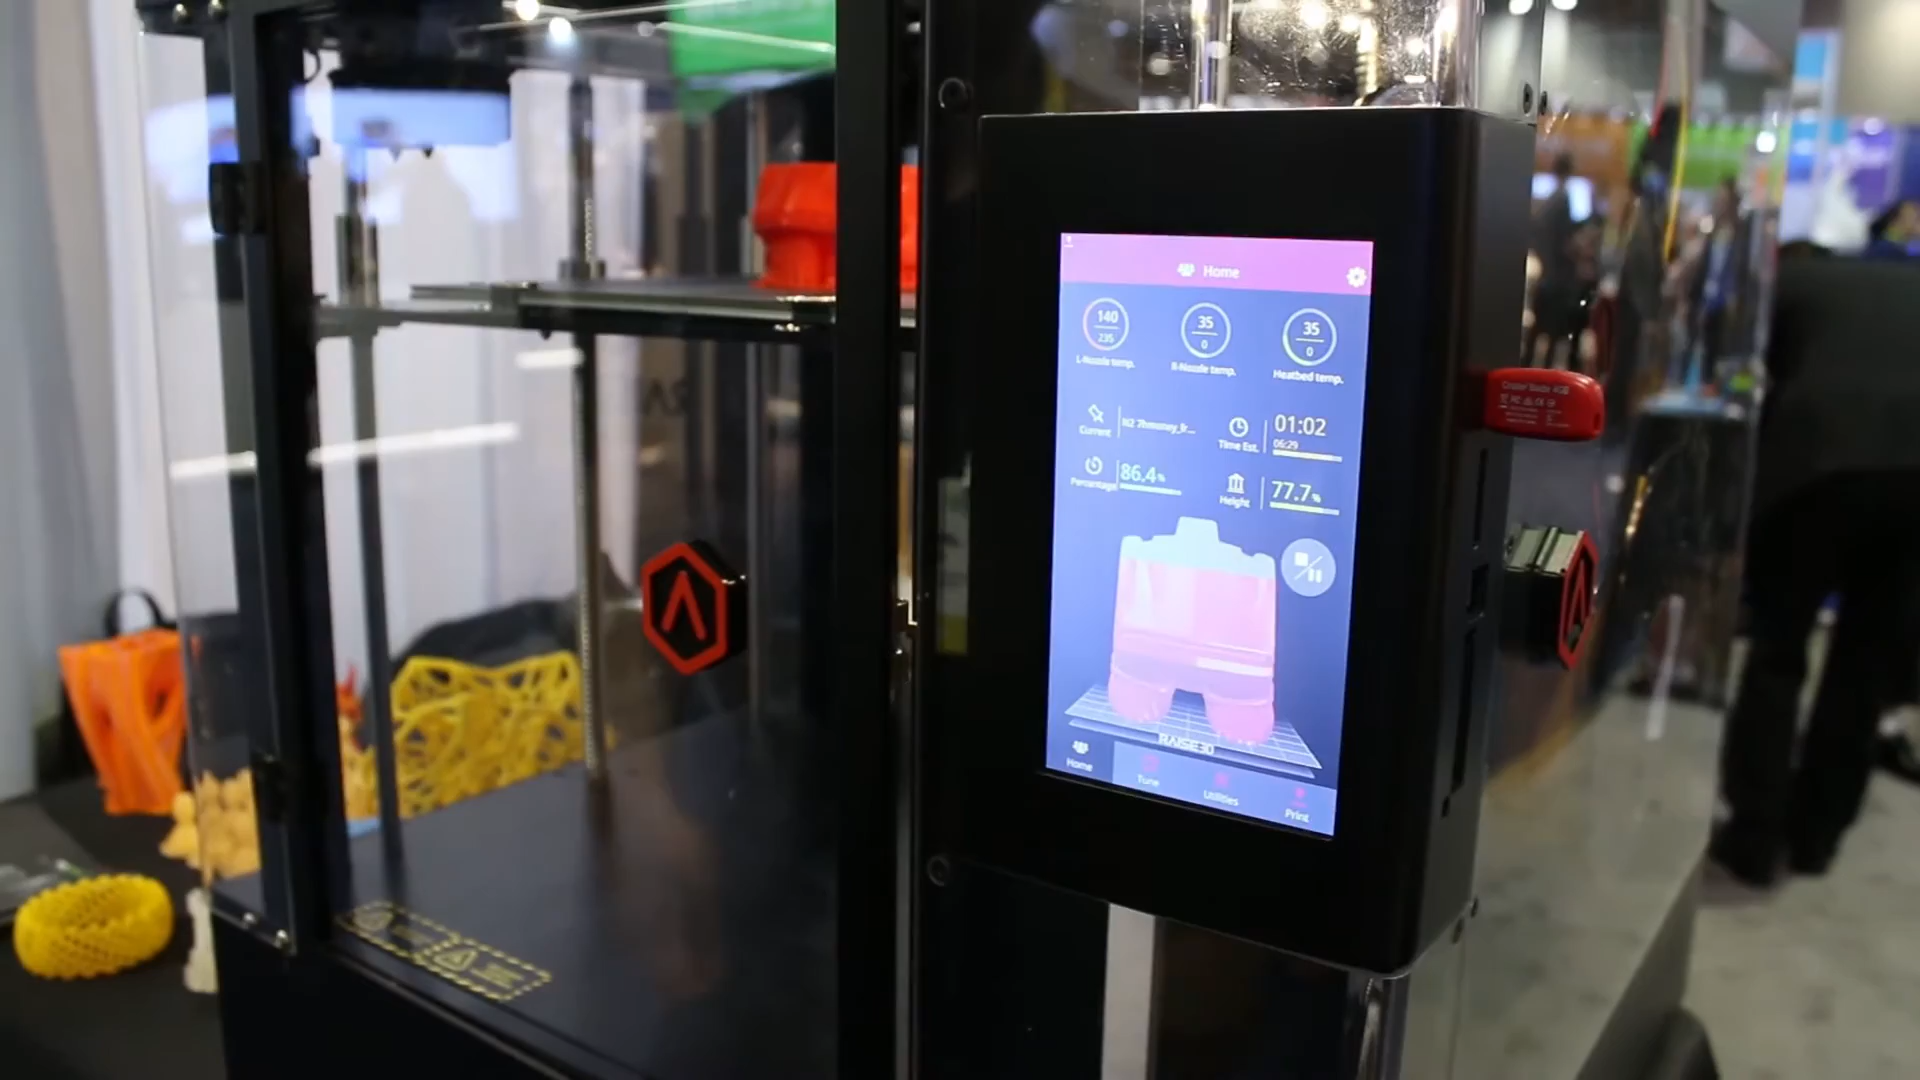 Home
140
235
L-Nozzle temp.
35
0
R-Nozzle temp.
35
0
Heatbed temp.
Current
Time Est.
01:02
06:29
Percentage
86.4%
Height
77.7%
RAISE3D
Home
Tune
Utilities
Print